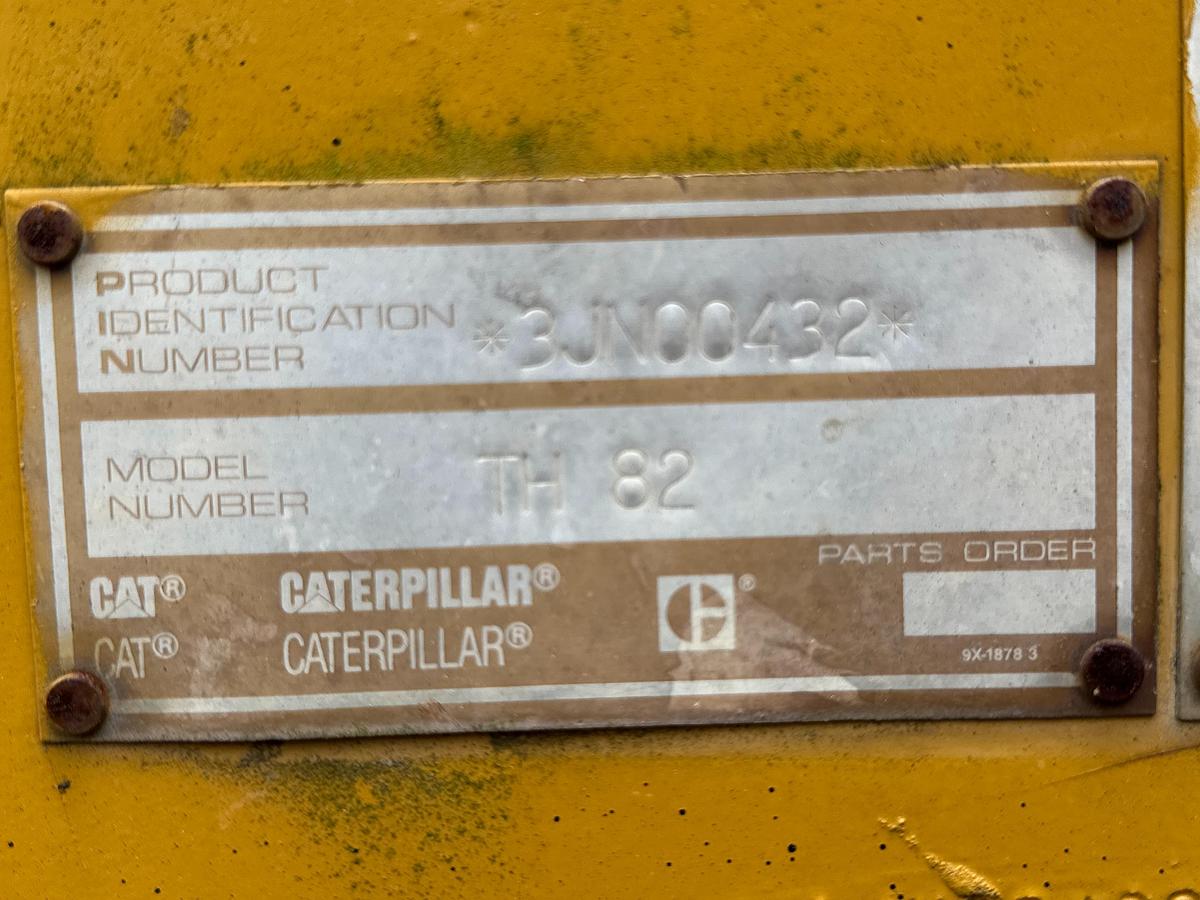 PRODUCT
IDENTIFICATION
NUMBER
*3JN00432*
MODEL
NUMBER
TH 82
PARTS ORDER
CAT® CATERPILLAR® ®
CAT® CATERPILLAR®
9X-1878 3